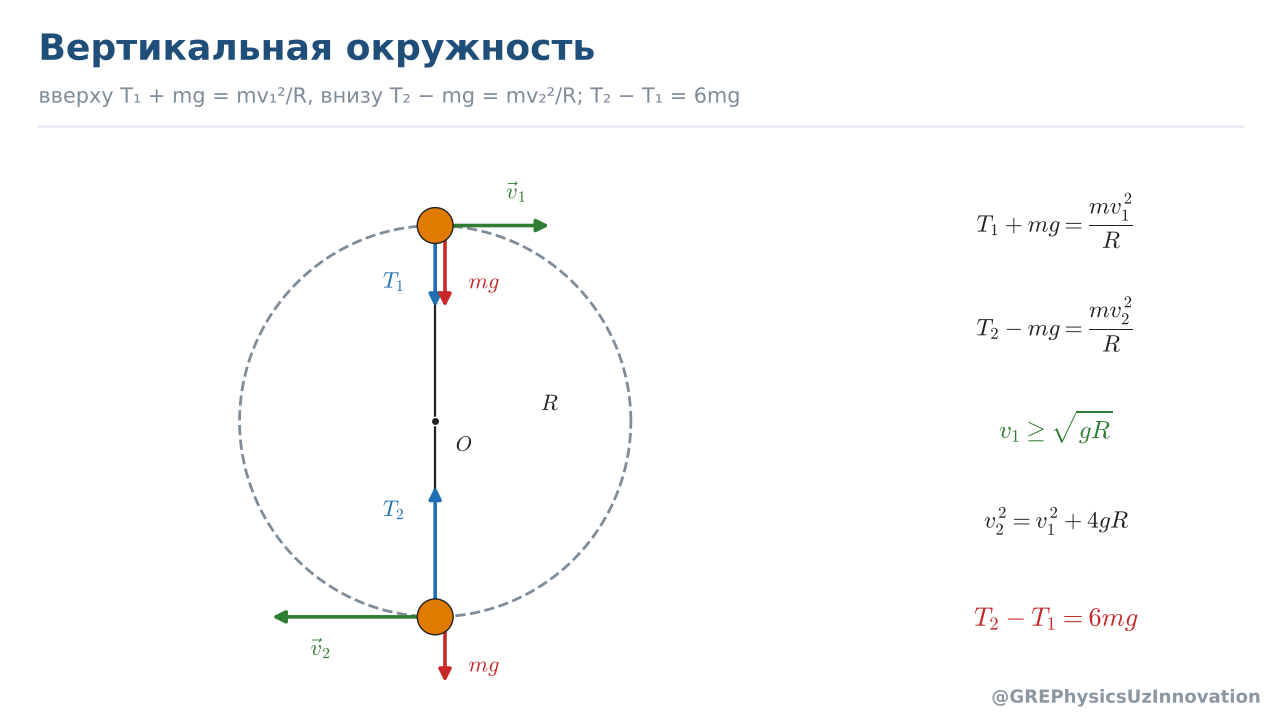 Вертикальная окружность
вверху T₁ + mg = mv₁²/R, внизу T₂ − mg = mv₂²/R; T₂ − T₁ = 6mg
v⃗₁
T₁ + mg = mv₁²/R
T₁
mg
T₂ − mg = mv₂²/R
R
v₁ ≥ √gR
O
T₂
v₂² = v₁² + 4gR
T₂ − T₁ = 6mg
v⃗₂
mg
@GREPhysicsUzInnovation